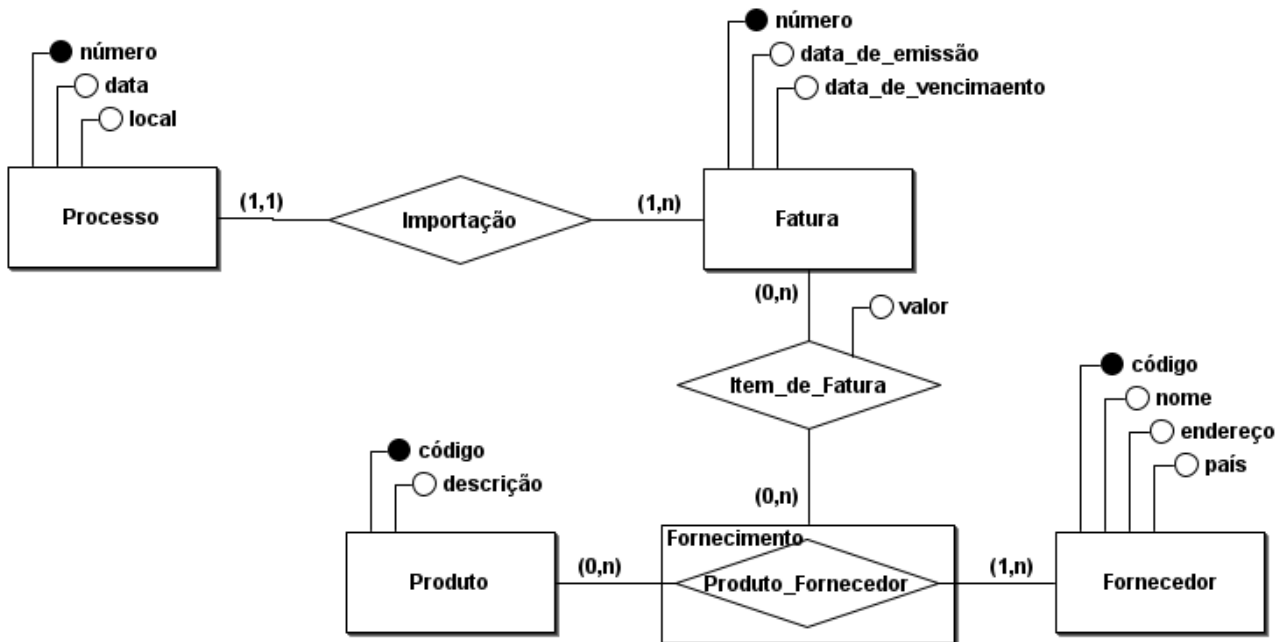 número
data
local
Processo
(1,1)
Importação
(1,n)
número
data_de_emissão
data_de_vencimaento
Fatura
(0,n)
valor
Item_de_Fatura
(0,n)
código
descrição
Produto
(0,n)
Fornecimento
Produto_Fornecedor
(1,n)
código
nome
endereço
país
Fornecedor